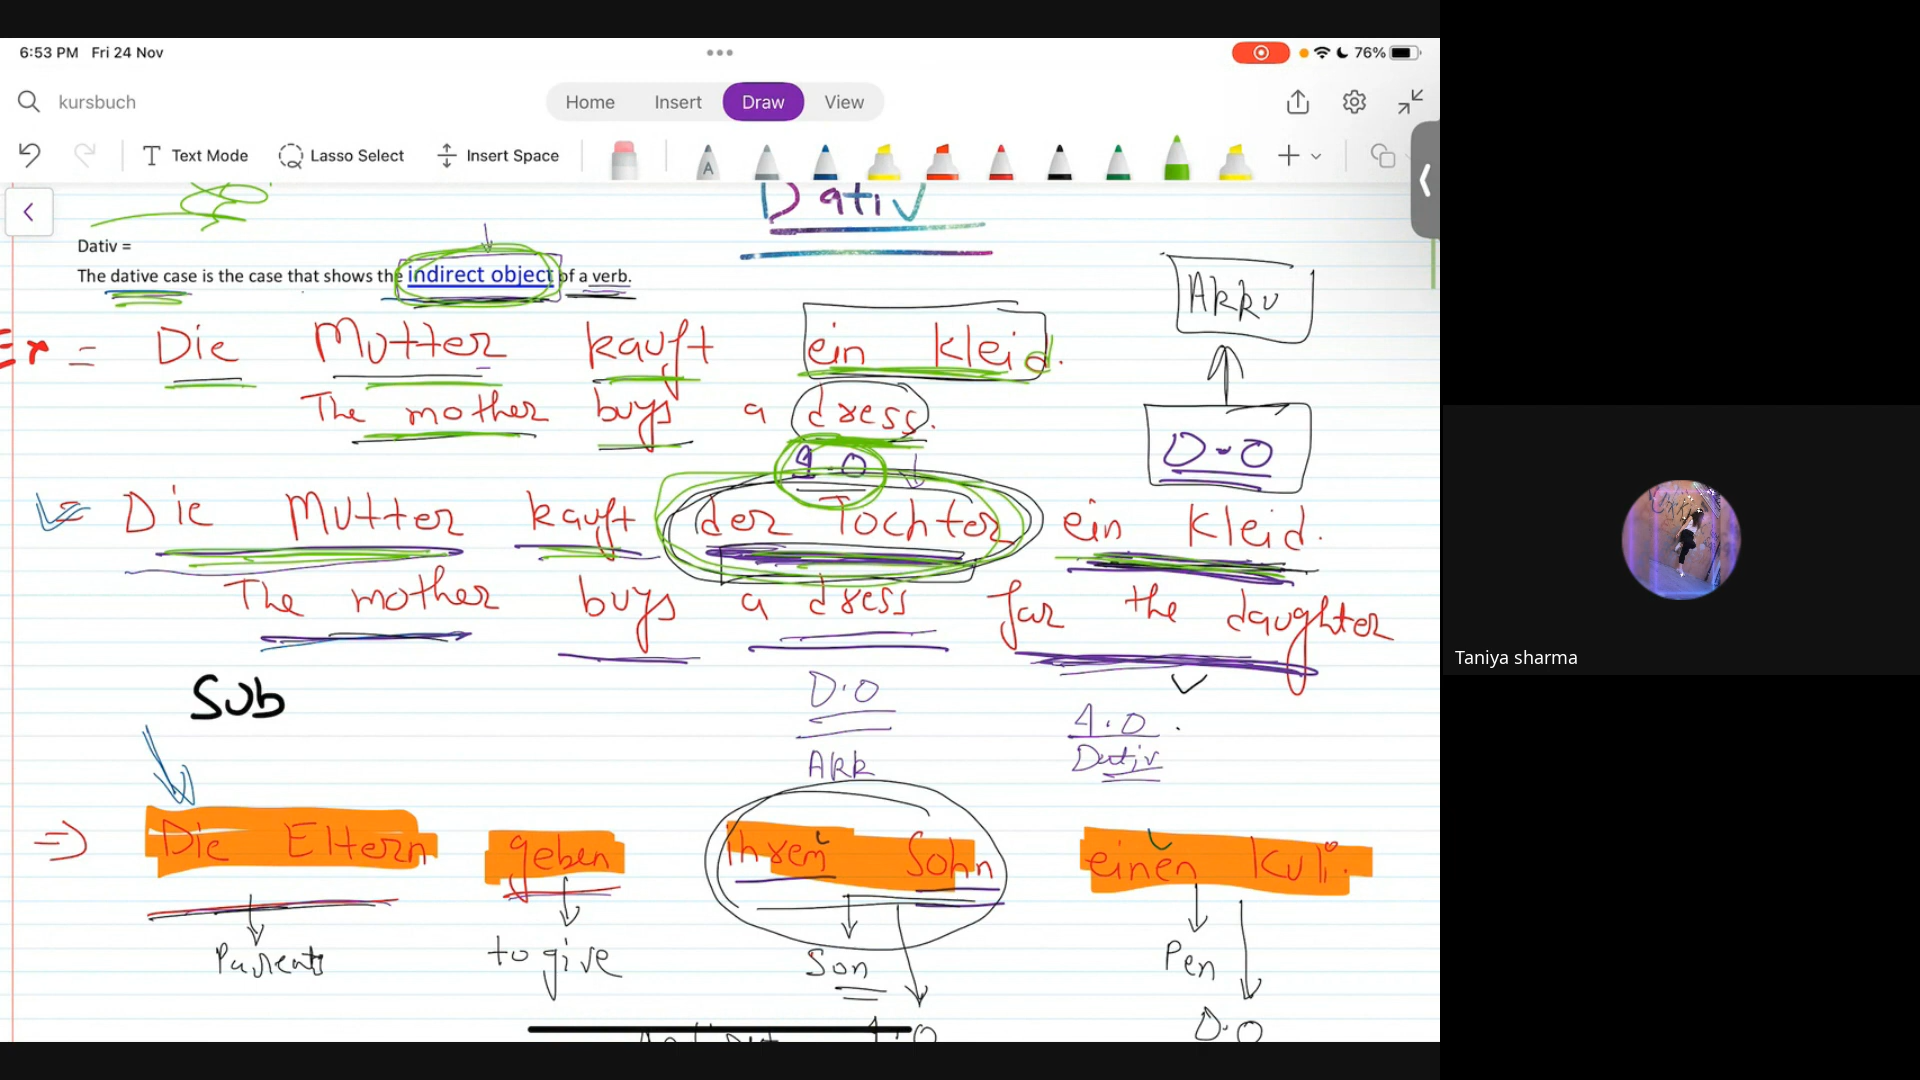 6:53 PM Fri 24 Nov
76%
kursbuch
Home Insert Draw View
Text Mode Lasso Select Insert Space
A
Dativ
Dativ =
The dative case is the case that shows the indirect object of a verb.
Akku
= Die Mutter kauft ein Kleid.
The mother buys a dress.
D-O
I.O
= Die Mutter kauft der Tochter ein Kleid.
The mother buys a dress for the daughter
Sub
D.O
I.O.
Dativ
AKK
=> Die Eltern geben ihrem Sohn einen Kuli.
Parents to give Son Pen
I.O
D.O
Taniya sharma